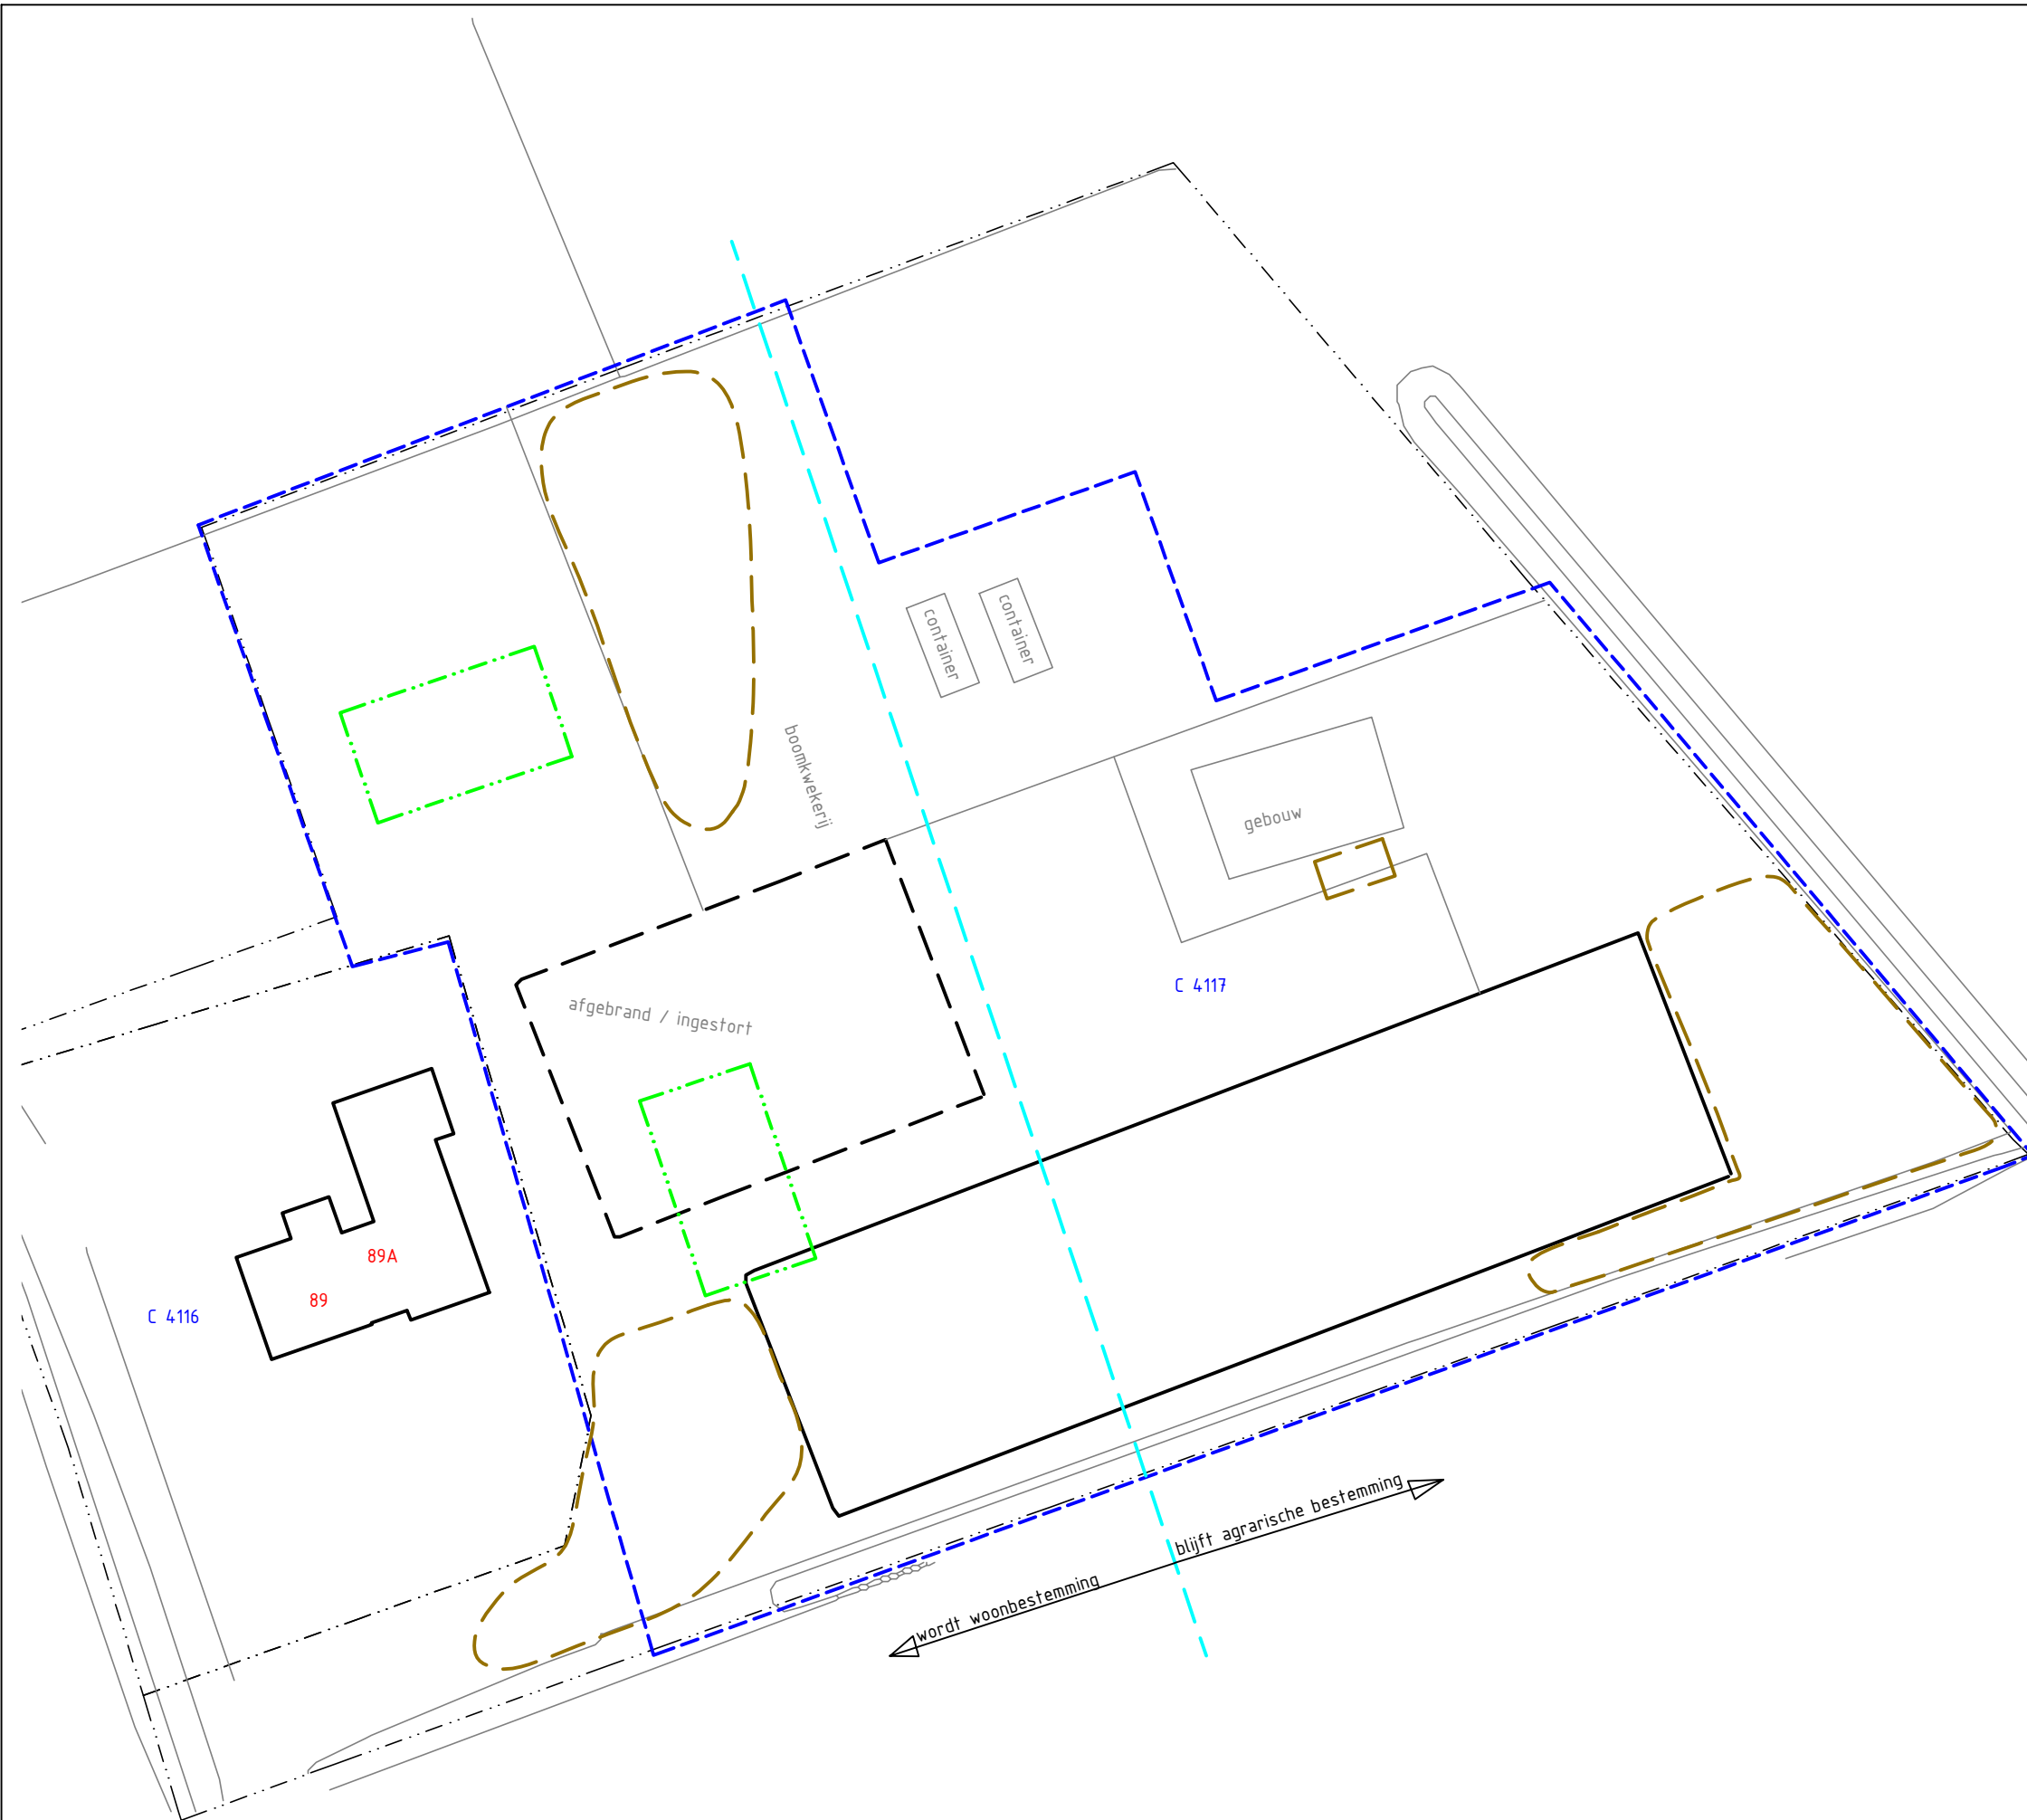 container
container
boomkwekerij
gebouw
C 4117
afgebrand / ingestort
89A
89
C 4116
blijft agrarische bestemming
wordt woonbestemming